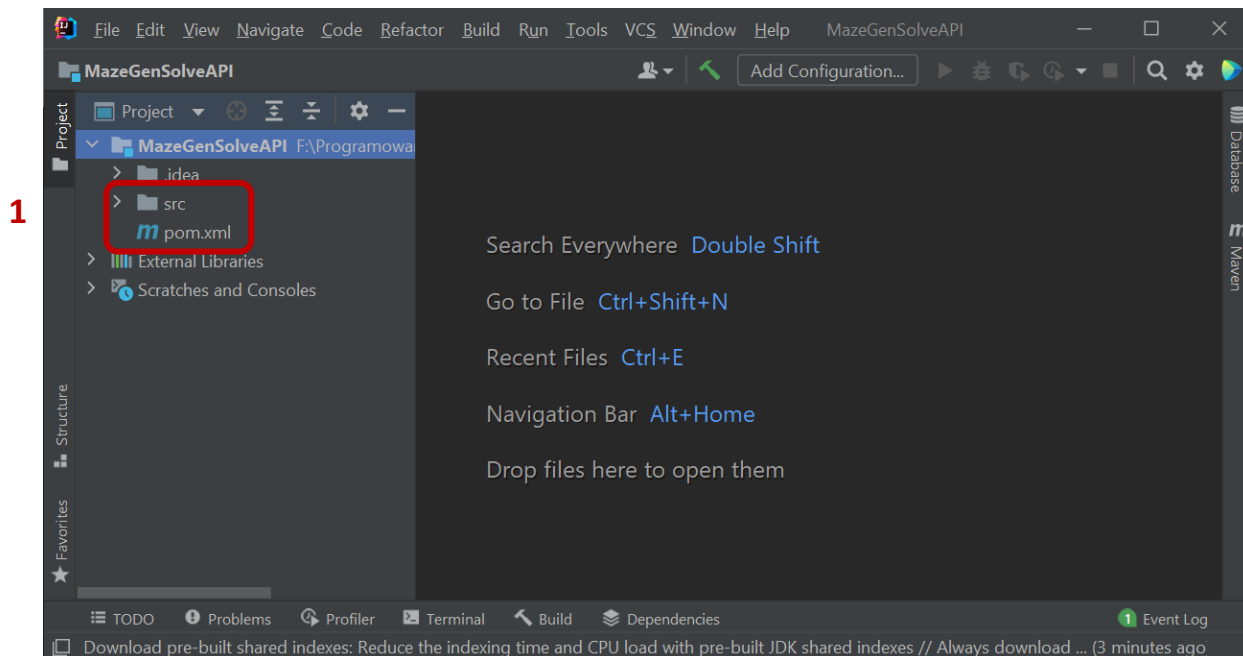 File Edit View Navigate Code Refactor Build Run Tools VCS Window Help MazeGenSolveAPI
MazeGenSolveAPI Add Configuration...
Project
Project
MazeGenSolveAPI F:\Programowa
.idea
src
1
pom.xml
External Libraries
Scratches and Consoles
Search Everywhere Double Shift
Go to File Ctrl+Shift+N
Recent Files Ctrl+E
Navigation Bar Alt+Home
Drop files here to open them
Database
Maven
Structure
Favorites
TODO Problems Profiler Terminal Build Dependencies 1 Event Log
Download pre-built shared indexes: Reduce the indexing time and CPU load with pre-built JDK shared indexes // Always download ... (3 minutes ago